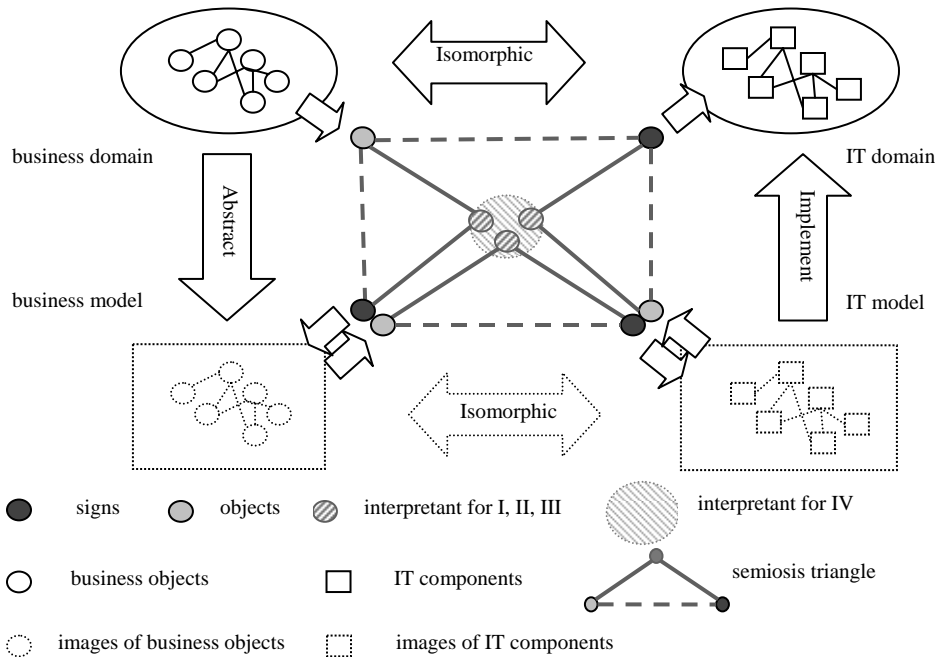 Isomorphic
business domain
IT domain
Abstract
Implement
business model
IT model
Isomorphic
signs
objects
interpretant for I, II, III
interpretant for IV
business objects
IT components
semiosis triangle
images of business objects
images of IT components